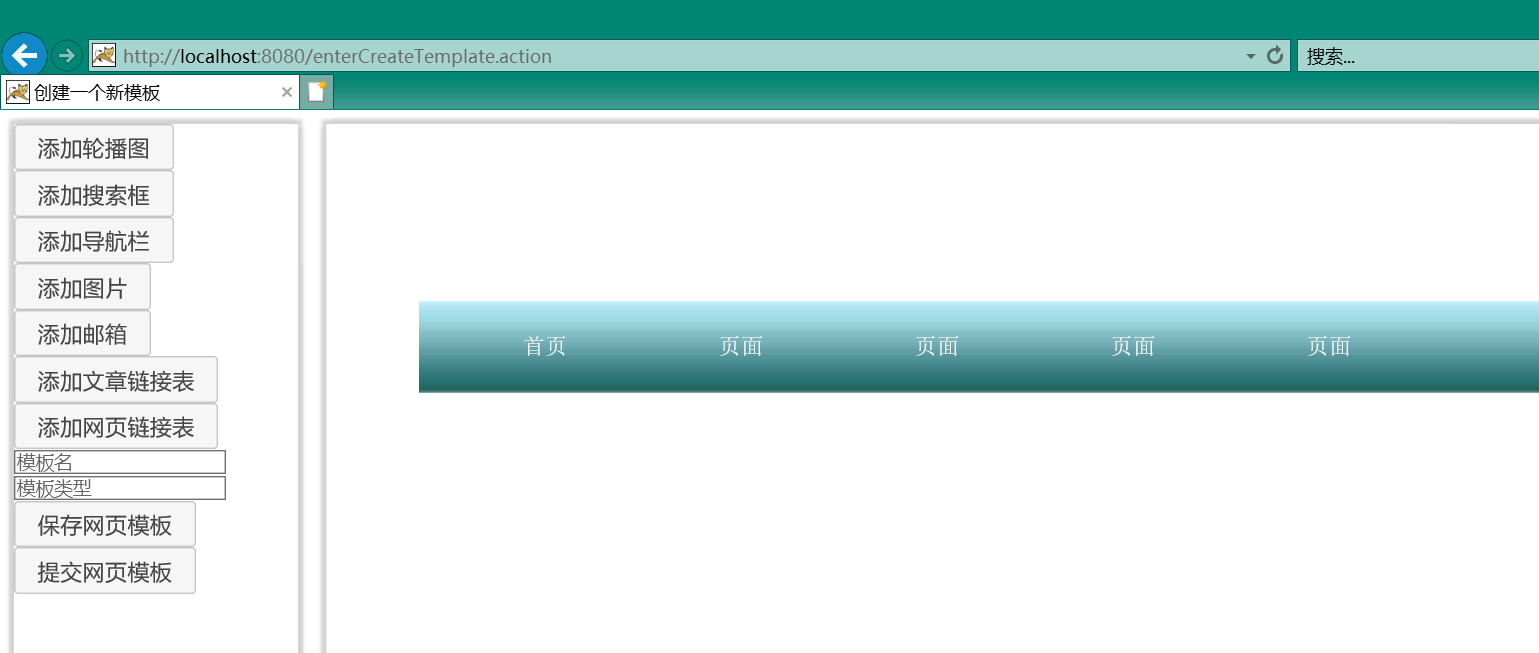 http://localhost:8080/enterCreateTemplate.action
搜索...
创建一个新模板
添加轮播图
添加搜索框
添加导航栏
添加图片
添加邮箱
添加文章链接表
添加网页链接表
模板名
模板类型
保存网页模板
提交网页模板
首页 页面 页面 页面 页面